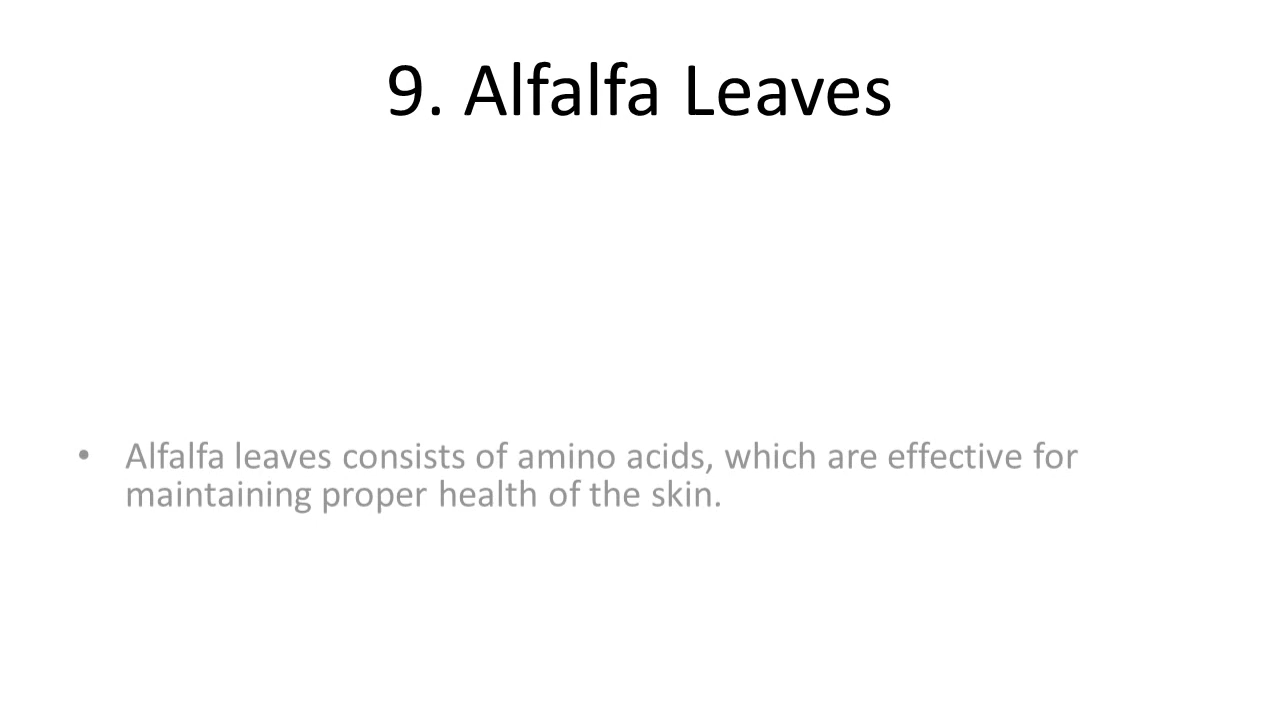 9. Alfalfa Leaves
• Alfalfa leaves consists of amino acids, which are effective for
maintaining proper health of the skin.